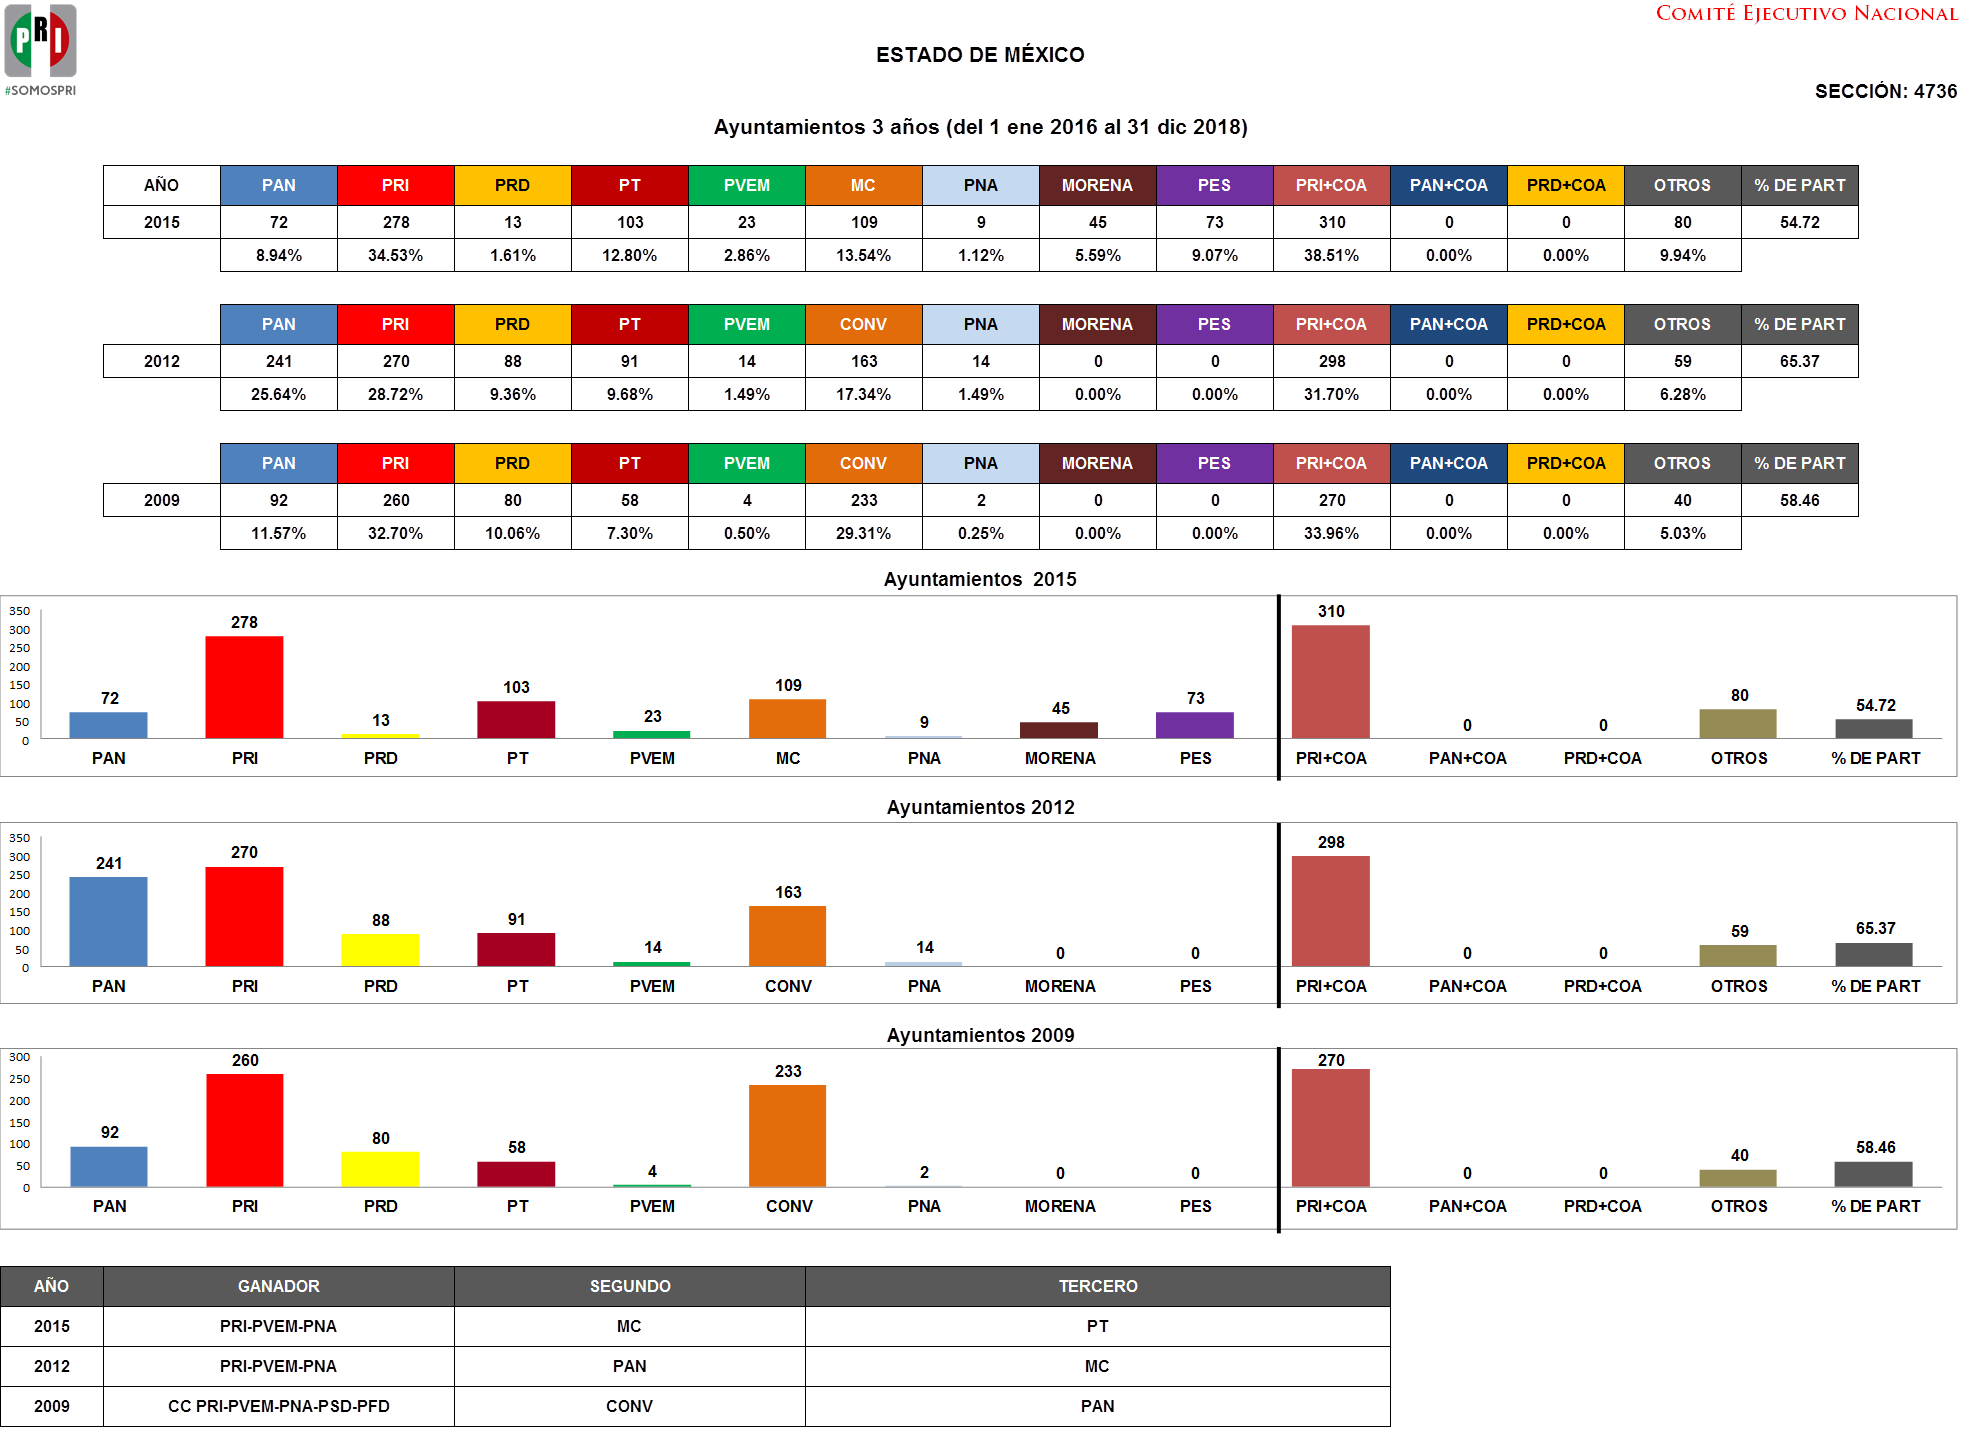 PRI
#SOMOSPRI
COMITÉ EJECUTIVO NACIONAL
ESTADO DE MÉXICO
SECCIÓN: 4736
Ayuntamientos 3 años (del 1 ene 2016 al 31 dic 2018)
AÑO PAN PRI PRD PT PVEM MC PNA MORENA PES PRI+COA PAN+COA PRD+COA OTROS % DE PART
2015 72 278 13 103 23 109 9 45 73 310 0 0 80 54.72
8.94% 34.53% 1.61% 12.80% 2.86% 13.54% 1.12% 5.59% 9.07% 38.51% 0.00% 0.00% 9.94%
PAN PRI PRD PT PVEM CONV PNA MORENA PES PRI+COA PAN+COA PRD+COA OTROS % DE PART
2012 241 270 88 91 14 163 14 0 0 298 0 0 59 65.37
25.64% 28.72% 9.36% 9.68% 1.49% 17.34% 1.49% 0.00% 0.00% 31.70% 0.00% 0.00% 6.28%
PAN PRI PRD PT PVEM CONV PNA MORENA PES PRI+COA PAN+COA PRD+COA OTROS % DE PART
2009 92 260 80 58 4 233 2 0 0 270 0 0 40 58.46
11.57% 32.70% 10.06% 7.30% 0.50% 29.31% 0.25% 0.00% 0.00% 33.96% 0.00% 0.00% 5.03%
Ayuntamientos 2015
350
300
250
200
150
100
50
0
72 278 13 103 23 109 9 45 73 310 0 0 80 54.72
PAN PRI PRD PT PVEM MC PNA MORENA PES PRI+COA PAN+COA PRD+COA OTROS % DE PART
Ayuntamientos 2012
350
300
250
200
150
100
50
0
241 270 88 91 14 163 14 0 0 298 0 0 59 65.37
PAN PRI PRD PT PVEM CONV PNA MORENA PES PRI+COA PAN+COA PRD+COA OTROS % DE PART
Ayuntamientos 2009
300
250
200
150
100
50
0
92 260 80 58 4 233 2 0 0 270 0 0 40 58.46
PAN PRI PRD PT PVEM CONV PNA MORENA PES PRI+COA PAN+COA PRD+COA OTROS % DE PART
AÑO GANADOR SEGUNDO TERCERO
2015 PRI-PVEM-PNA MC PT
2012 PRI-PVEM-PNA PAN MC
2009 CC PRI-PVEM-PNA-PSD-PFD CONV PAN